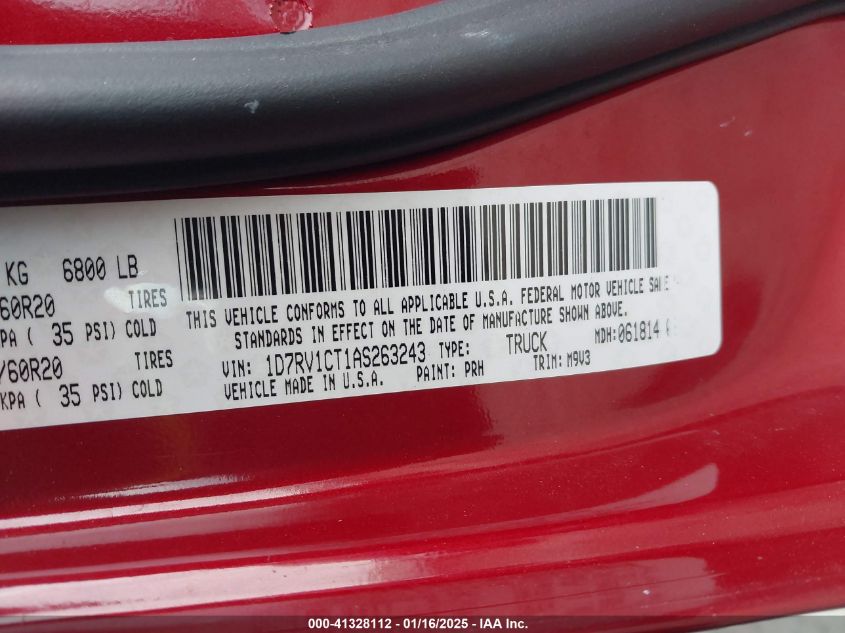 KG 6800 LB
60R20 TIRES
KPA ( 35 PSI) COLD
/60R20 TIRES
KPA ( 35 PSI) COLD
THIS VEHICLE CONFORMS TO ALL APPLICABLE U.S.A. FEDERAL MOTOR VEHICLE SAFE
STANDARDS IN EFFECT ON THE DATE OF MANUFACTURE SHOWN ABOVE.
VIN: 1D7RV1CT1AS263243 TYPE: TRUCK MDH:061814
VEHICLE MADE IN U.S.A. PAINT: PRH TRIM: M9V3
000-41328112 - 01/16/2025 - IAA Inc.